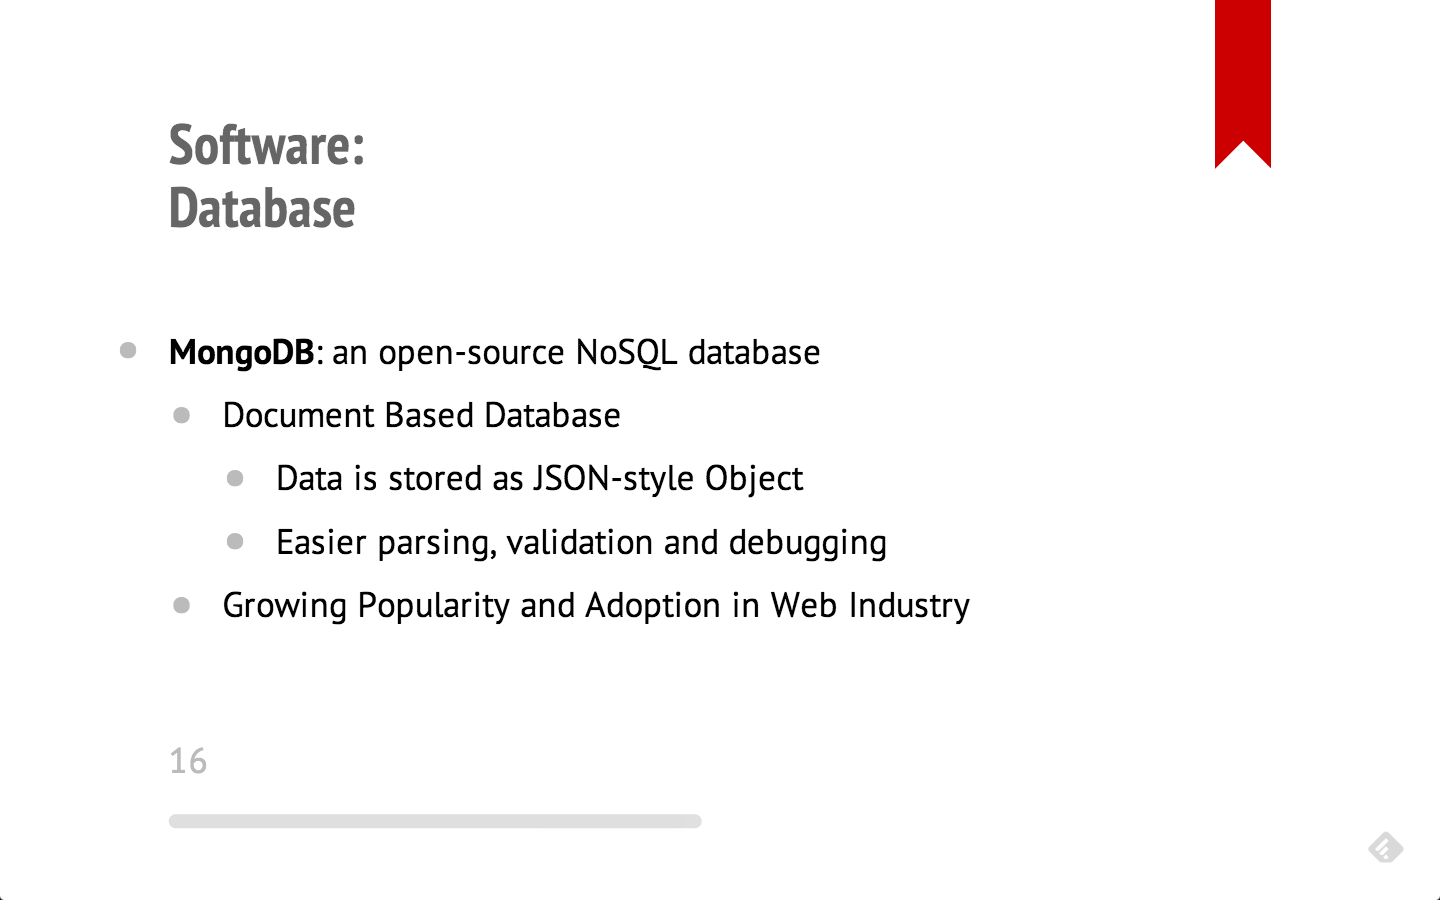 Software:
Database
MongoDB: an open-source NoSQL database
Document Based Database
Data is stored as JSON-style Object
Easier parsing, validation and debugging
Growing Popularity and Adoption in Web Industry
16